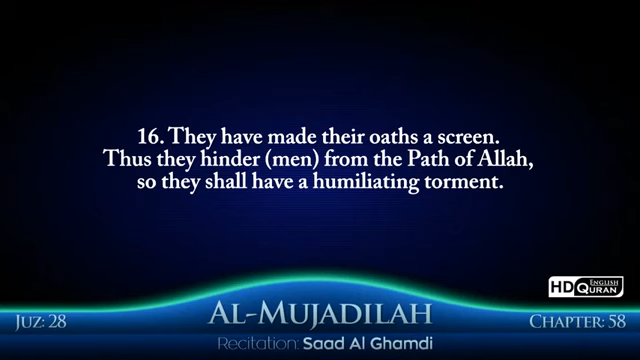 16. They have made their oaths a screen.
Thus they hinder (men) from the Path of Allah,
so they shall have a humiliating torment.
HD ENGLISH QURAN
JUZ: 28
AL-MUJADILAH
CHAPTER: 58
Recitation: Saad Al Ghamdi